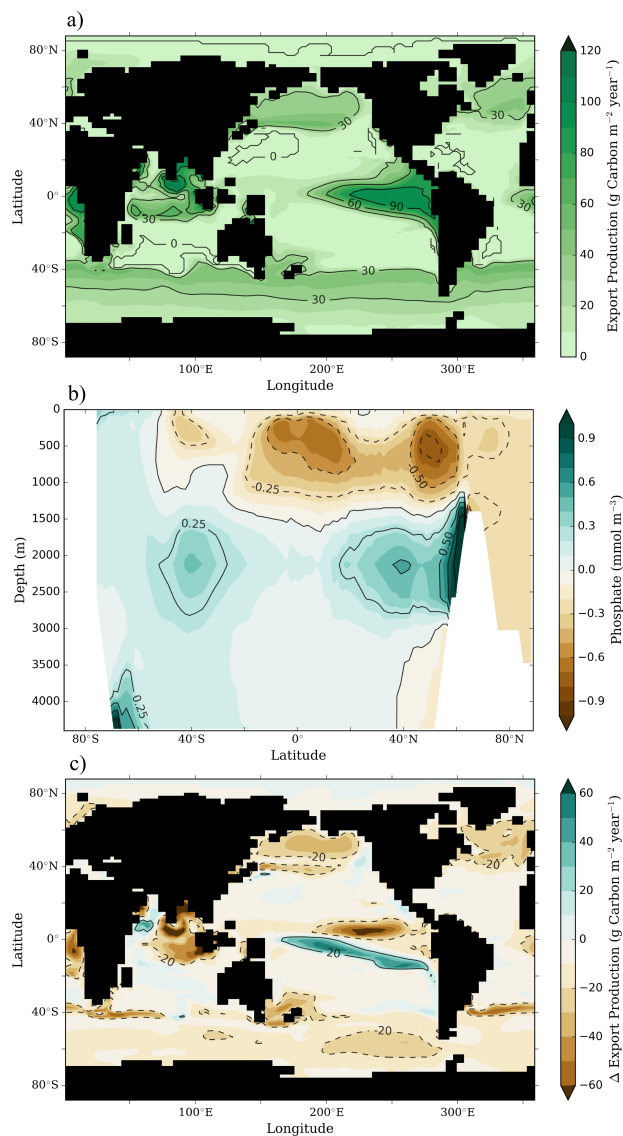 a)
80°N
40°N
0°
40°S
80°S
Latitude
30
30
0
60
90
30
30
0
30
30
100°E
200°E
300°E
Longitude
120
100
80
60
40
20
0
Export Production (g Carbon m⁻² year⁻¹)
b)
0
500
1000
1500
2000
2500
3000
3500
4000
Depth (m)
-0.25
-0.50
0.25
0.50
0.25
80°S
40°S
0°
40°N
80°N
Latitude
0.9
0.6
0.3
0.0
−0.3
−0.6
−0.9
Phosphate (mmol m⁻³)
c)
80°N
40°N
0°
40°S
80°S
Latitude
-20
-20
-20
20
-20
100°E
200°E
300°E
Longitude
60
40
20
0
−20
−40
−60
Δ Export Production (g Carbon m⁻² year⁻¹)